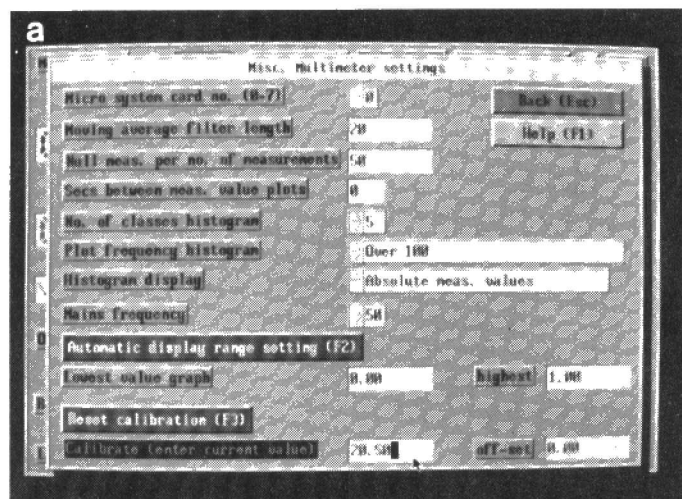 a
Misc. Multimeter settings
Micro system card no. (0-7) 0 Back (Esc)
Moving average filter length 20 Help (F1)
Null meas. per no. of measurements 50
Secs between meas. value plots 0
No. of classes histogram 5
Plot frequency histogram Over 100
Histogram display Absolute meas. values
Mains frequency 50
Automatic display range setting (F2)
Lowest value graph 0.00 highest 1.00
Reset calibration (F3)
Calibrate (enter current value) 20.50 off-set 0.00